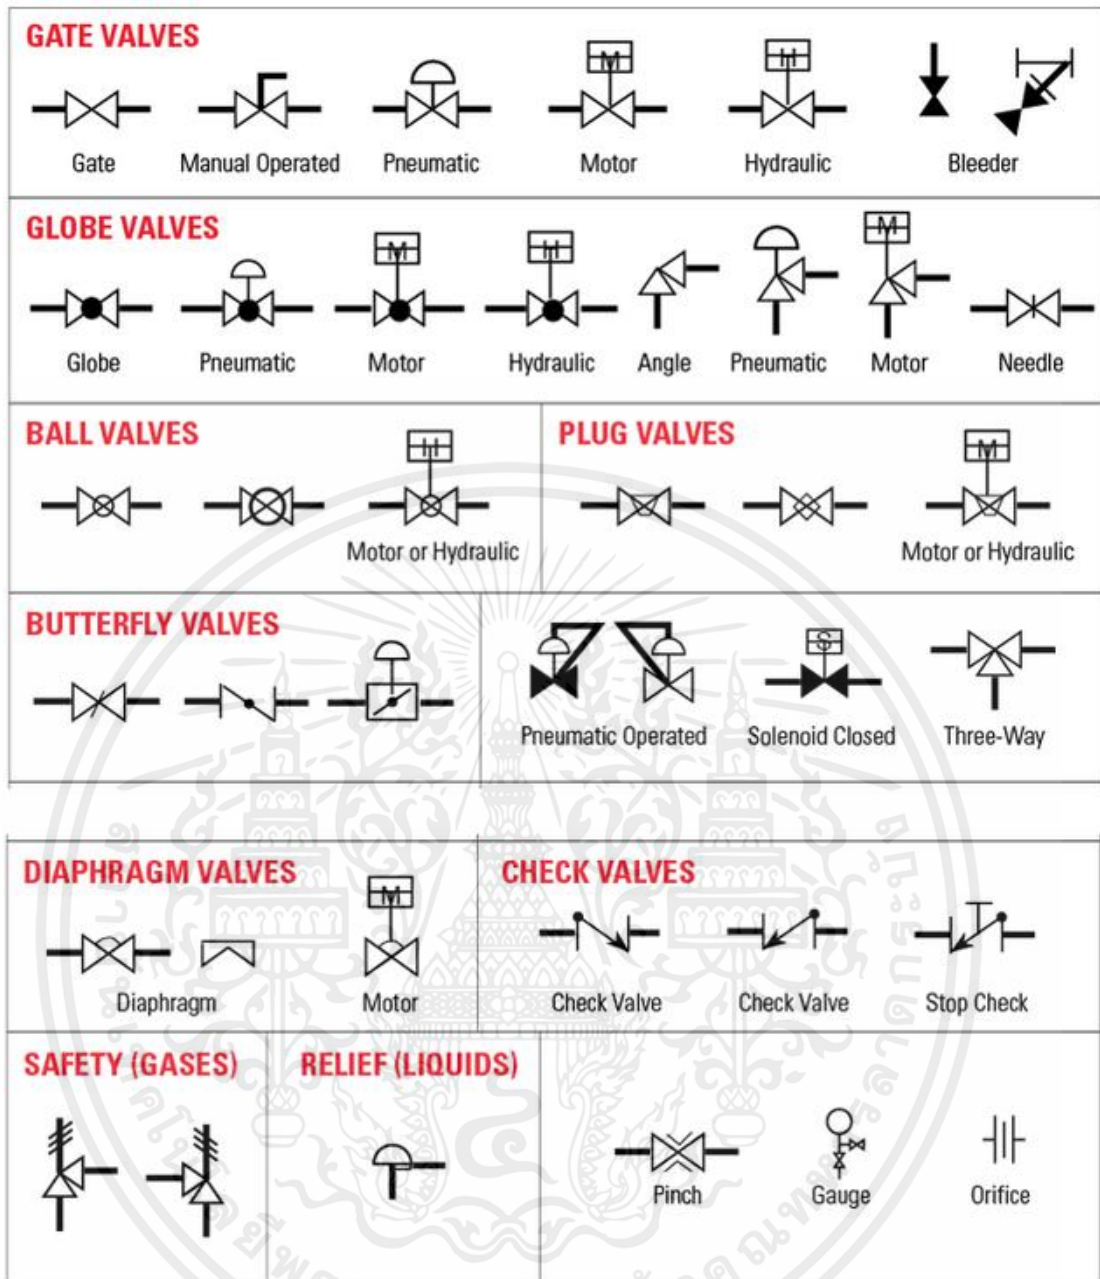 GATE VALVES
M
H
Gate
Manual Operated
Pneumatic
Motor
Hydraulic
Bleeder
GLOBE VALVES
M
H
M
Globe
Pneumatic
Motor
Hydraulic
Angle
Pneumatic
Motor
Needle
BALL VALVES
H
Motor or Hydraulic
PLUG VALVES
M
Motor or Hydraulic
BUTTERFLY VALVES
S
Pneumatic Operated
Solenoid Closed
Three-Way
DIAPHRAGM VALVES
M
Diaphragm
Motor
CHECK VALVES
Check Valve
Check Valve
Stop Check
SAFETY (GASES)
RELIEF (LIQUIDS)
Pinch
Gauge
Orifice